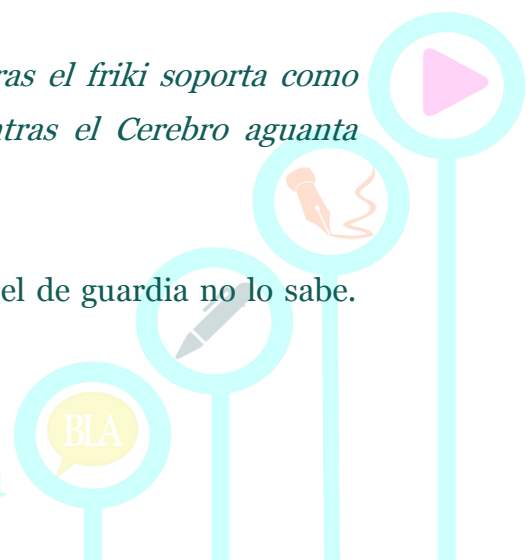 ras el friki soporta como
ntras el Cerebro aguanta
el de guardia no lo sabe.
BLA